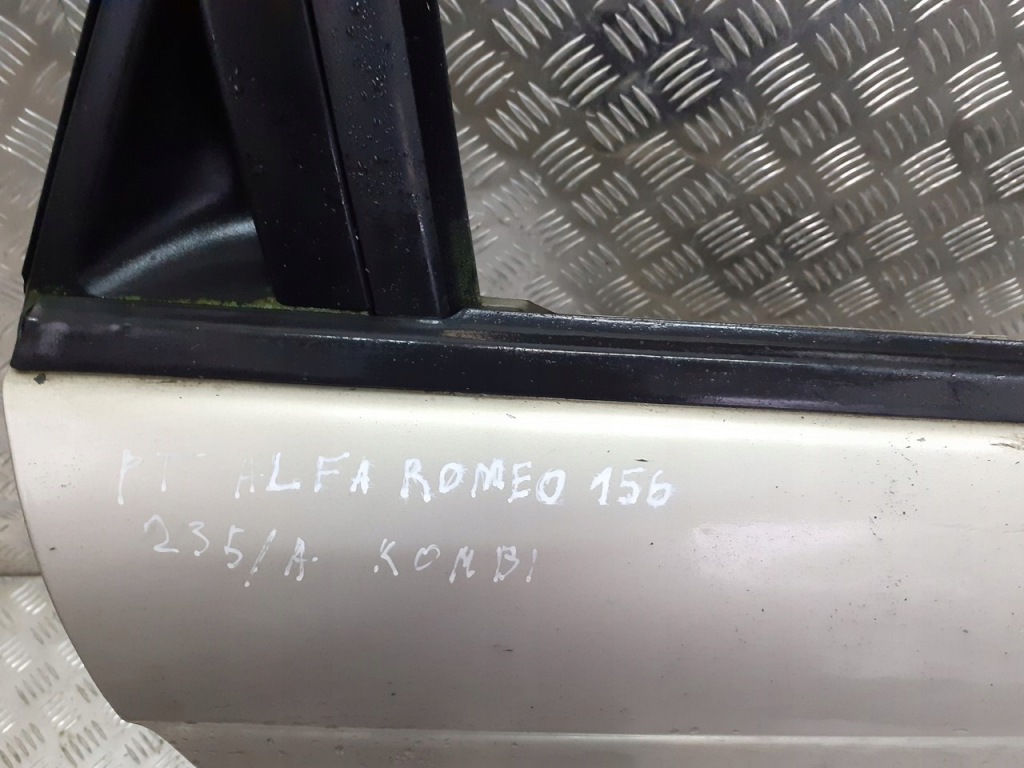 PT ALFA ROMEO 156
235/A. KOMBI